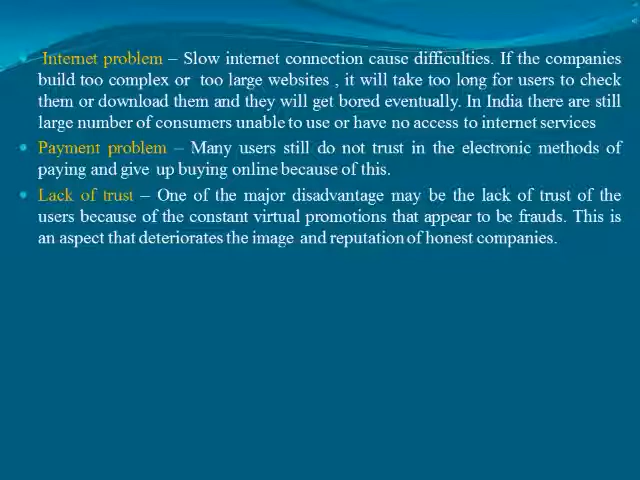 Internet problem – Slow internet connection cause difficulties. If the companies
build too complex or too large websites , it will take too long for users to check
them or download them and they will get bored eventually. In India there are still
large number of consumers unable to use or have no access to internet services
Payment problem – Many users still do not trust in the electronic methods of
paying and give up buying online because of this.
Lack of trust – One of the major disadvantage may be the lack of trust of the
users because of the constant virtual promotions that appear to be frauds. This is
an aspect that deteriorates the image and reputation of honest companies.